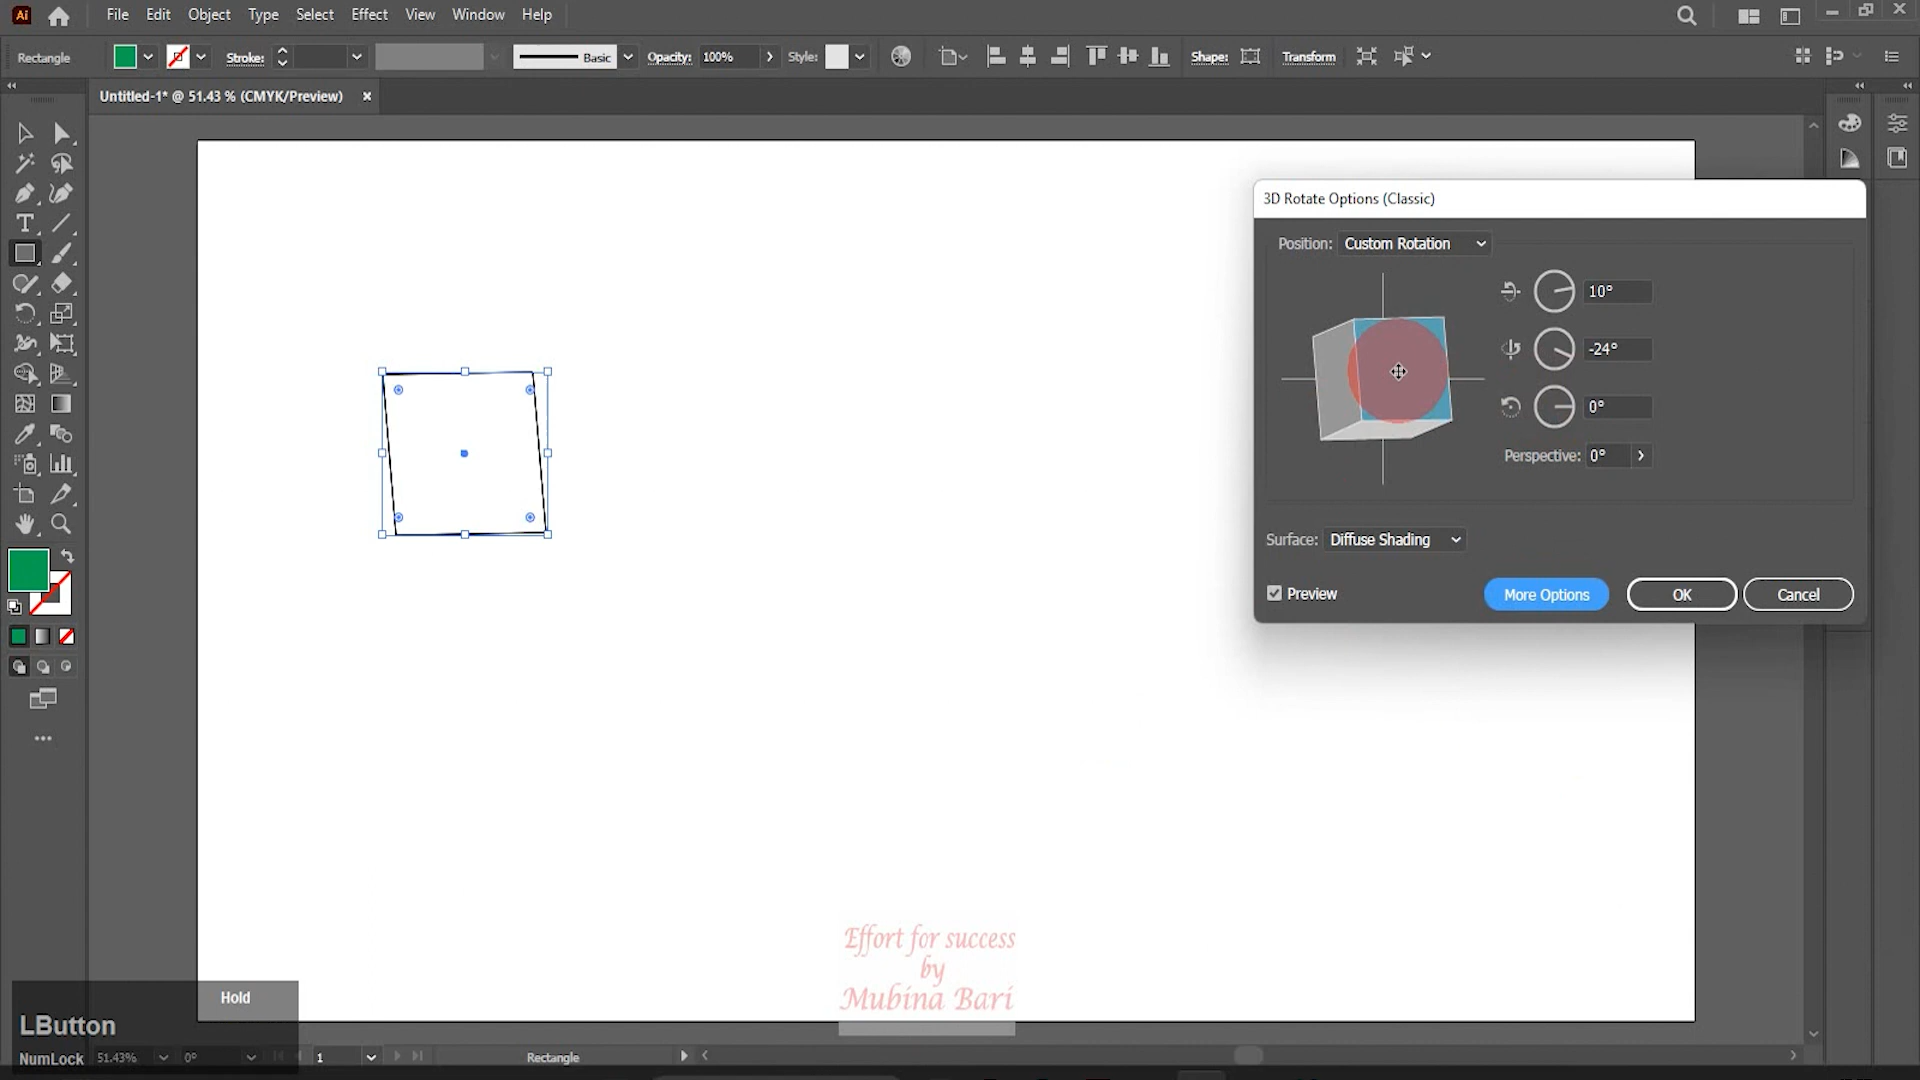 Ai File Edit Object Type Select Effect View Window Help
Rectangle Stroke: Basic Opacity: 100% Style: Shape: Transform
Untitled-1* @ 51.43 % (CMYK/Preview) ×
3D Rotate Options (Classic)
Position: Custom Rotation
10°
-24°
0°
Perspective: 0°
Surface: Diffuse Shading
Preview More Options OK Cancel
Effort for success
by
Mubina Bari
Hold
LButton
NumLock 51.43% 0° 1 Rectangle